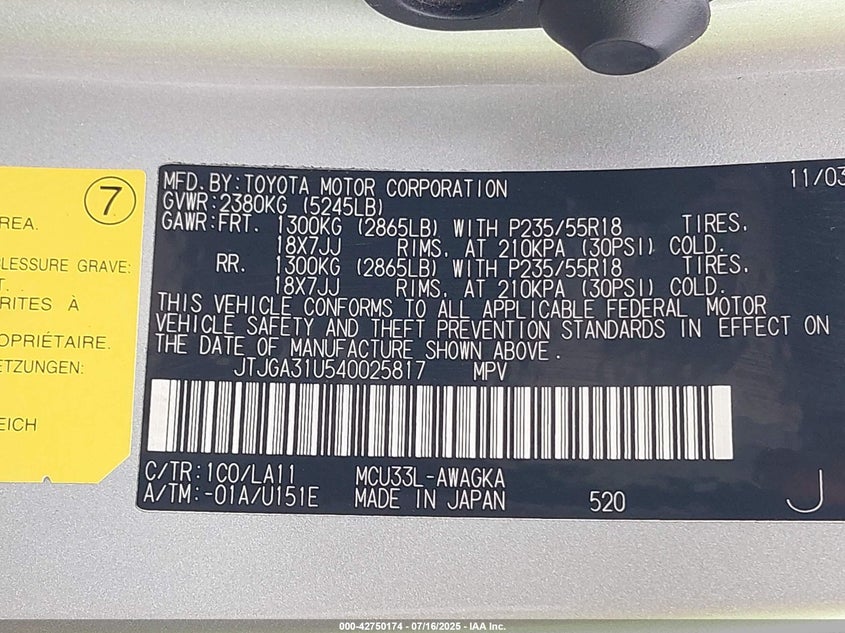 7
REA.
LESSURE GRAVE:
T.
RITES À
OPRIÉTAIRE.
ETZUNGEN:
EICH
MFD. BY: TOYOTA MOTOR CORPORATION 11/03
GVWR: 2380KG (5245LB)
GAWR: FRT. 1300KG (2865LB) WITH P235/55R18 TIRES,
18X7JJ RIMS, AT 210KPA (30PSI) COLD.
RR. 1300KG (2865LB) WITH P235/55R18 TIRES,
18X7JJ RIMS, AT 210KPA (30PSI) COLD.
THIS VEHICLE CONFORMS TO ALL APPLICABLE FEDERAL MOTOR
VEHICLE SAFETY AND THEFT PREVENTION STANDARDS IN EFFECT ON
THE DATE OF MANUFACTURE SHOWN ABOVE.
JTJGA31U540025817 MPV
C/TR: 1C0/LA11 MCU33L-AWAGKA
A/TM: -01A/U151E MADE IN JAPAN 520 J
000-42750174 - 07/16/2025 - IAA Inc.